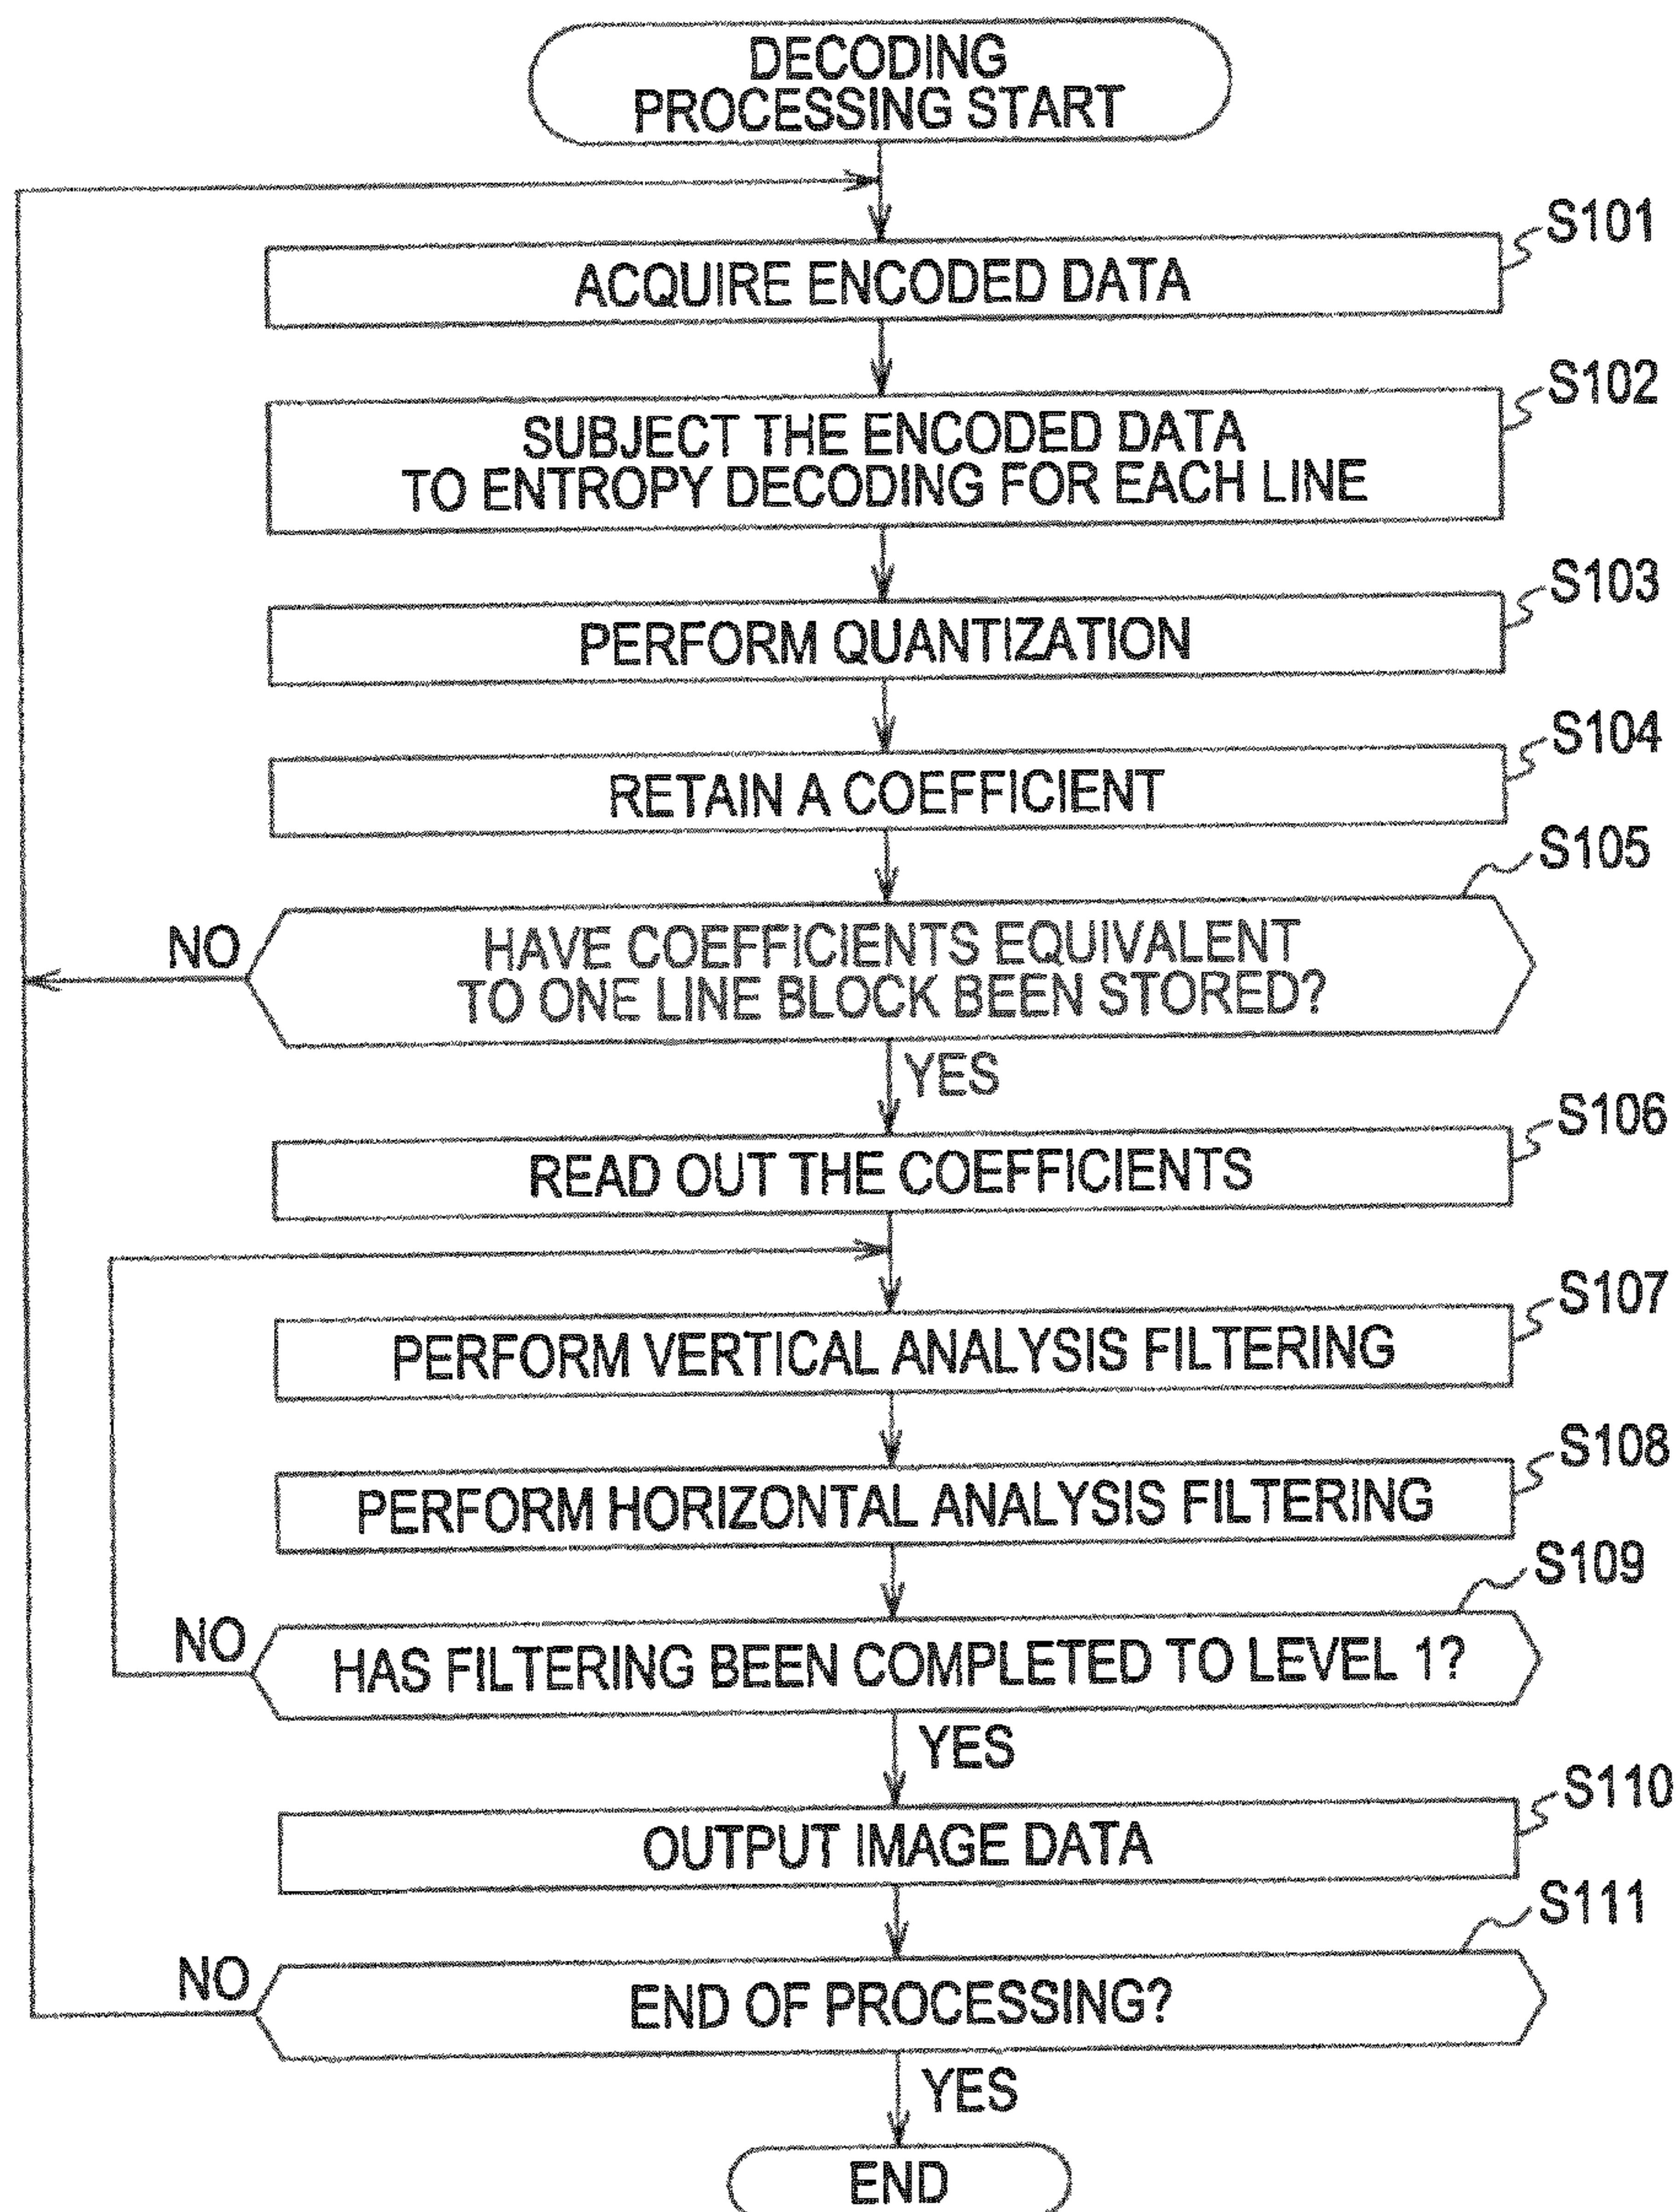 DECODING
PROCESSING START
S101
ACQUIRE ENCODED DATA
S102
SUBJECT THE ENCODED DATA
TO ENTROPY DECODING FOR EACH LINE
S103
PERFORM QUANTIZATION
S104
RETAIN A COEFFICIENT
S105
NO
HAVE COEFFICIENTS EQUIVALENT
TO ONE LINE BLOCK BEEN STORED?
YES
S106
READ OUT THE COEFFICIENTS
S107
PERFORM VERTICAL ANALYSIS FILTERING
S108
PERFORM HORIZONTAL ANALYSIS FILTERING
S109
NO
HAS FILTERING BEEN COMPLETED TO LEVEL 1?
YES
S110
OUTPUT IMAGE DATA
S111
NO
END OF PROCESSING?
YES
END